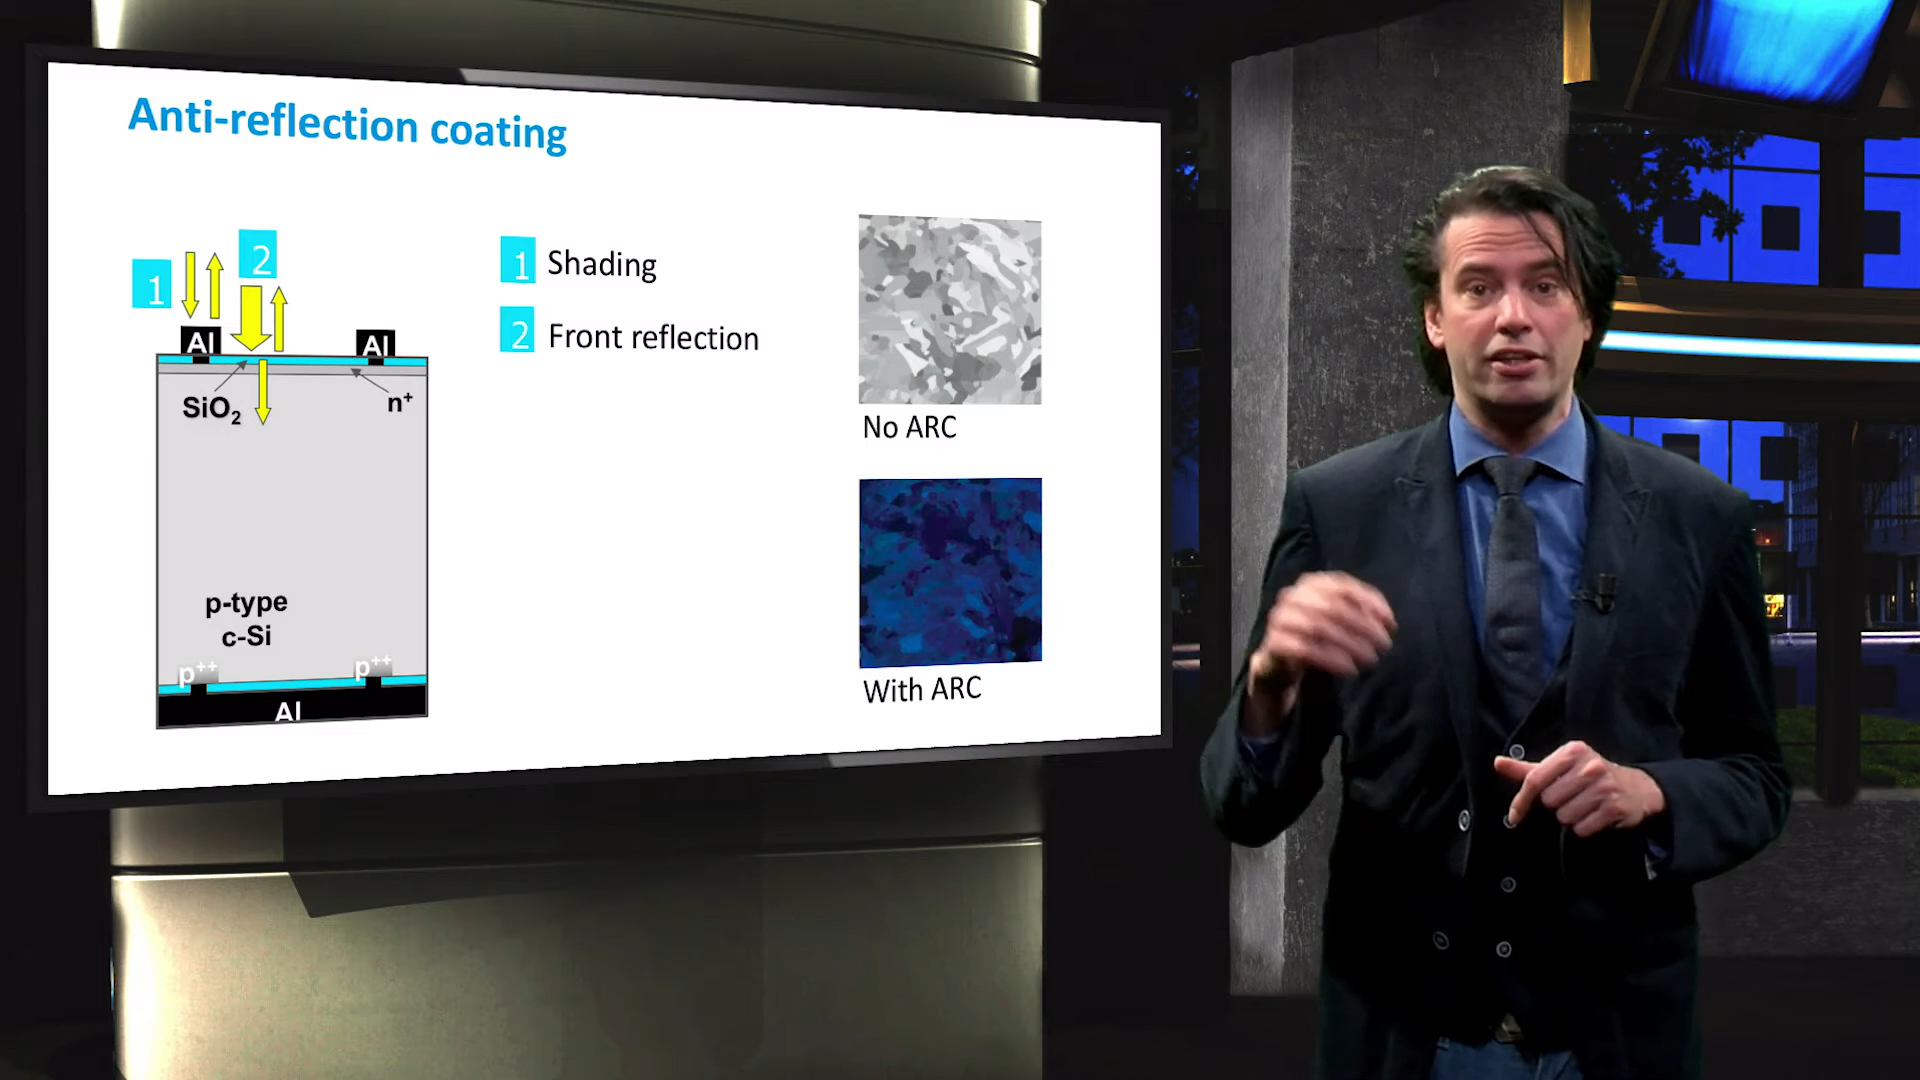 Anti-reflection coating
1
2
Al
Al
SiO₂
n⁺
p-type
c-Si
p⁺⁺
p⁺⁺
Al
1 Shading
2 Front reflection
No ARC
With ARC